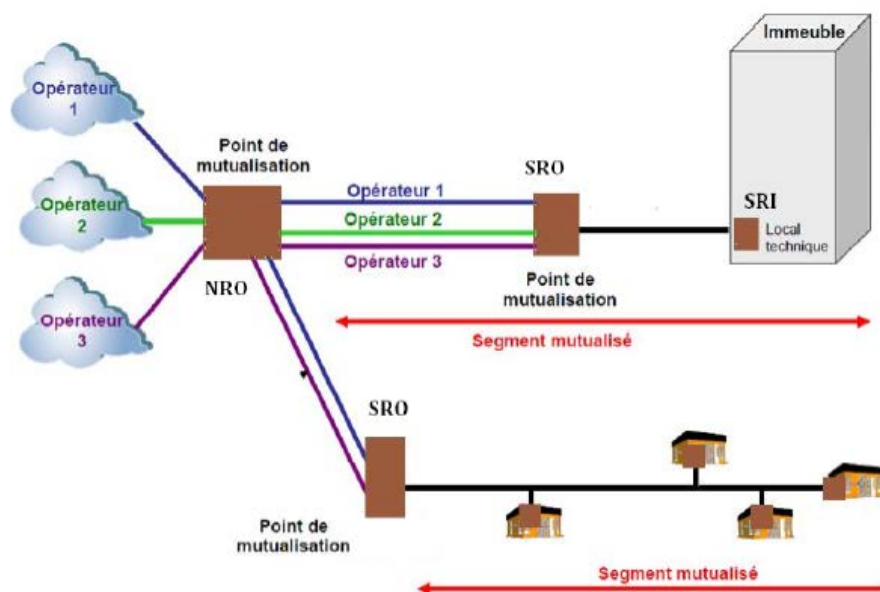 Immeuble
Opérateur
1
Point de
mutualisation
SRO
Opérateur 1
SRI
Opérateur
2
Opérateur 2
Local
technique
Opérateur 3
NRO
Point de
mutualisation
Opérateur
3
Segment mutualisé
SRO
Point de
mutualisation
Segment mutualisé